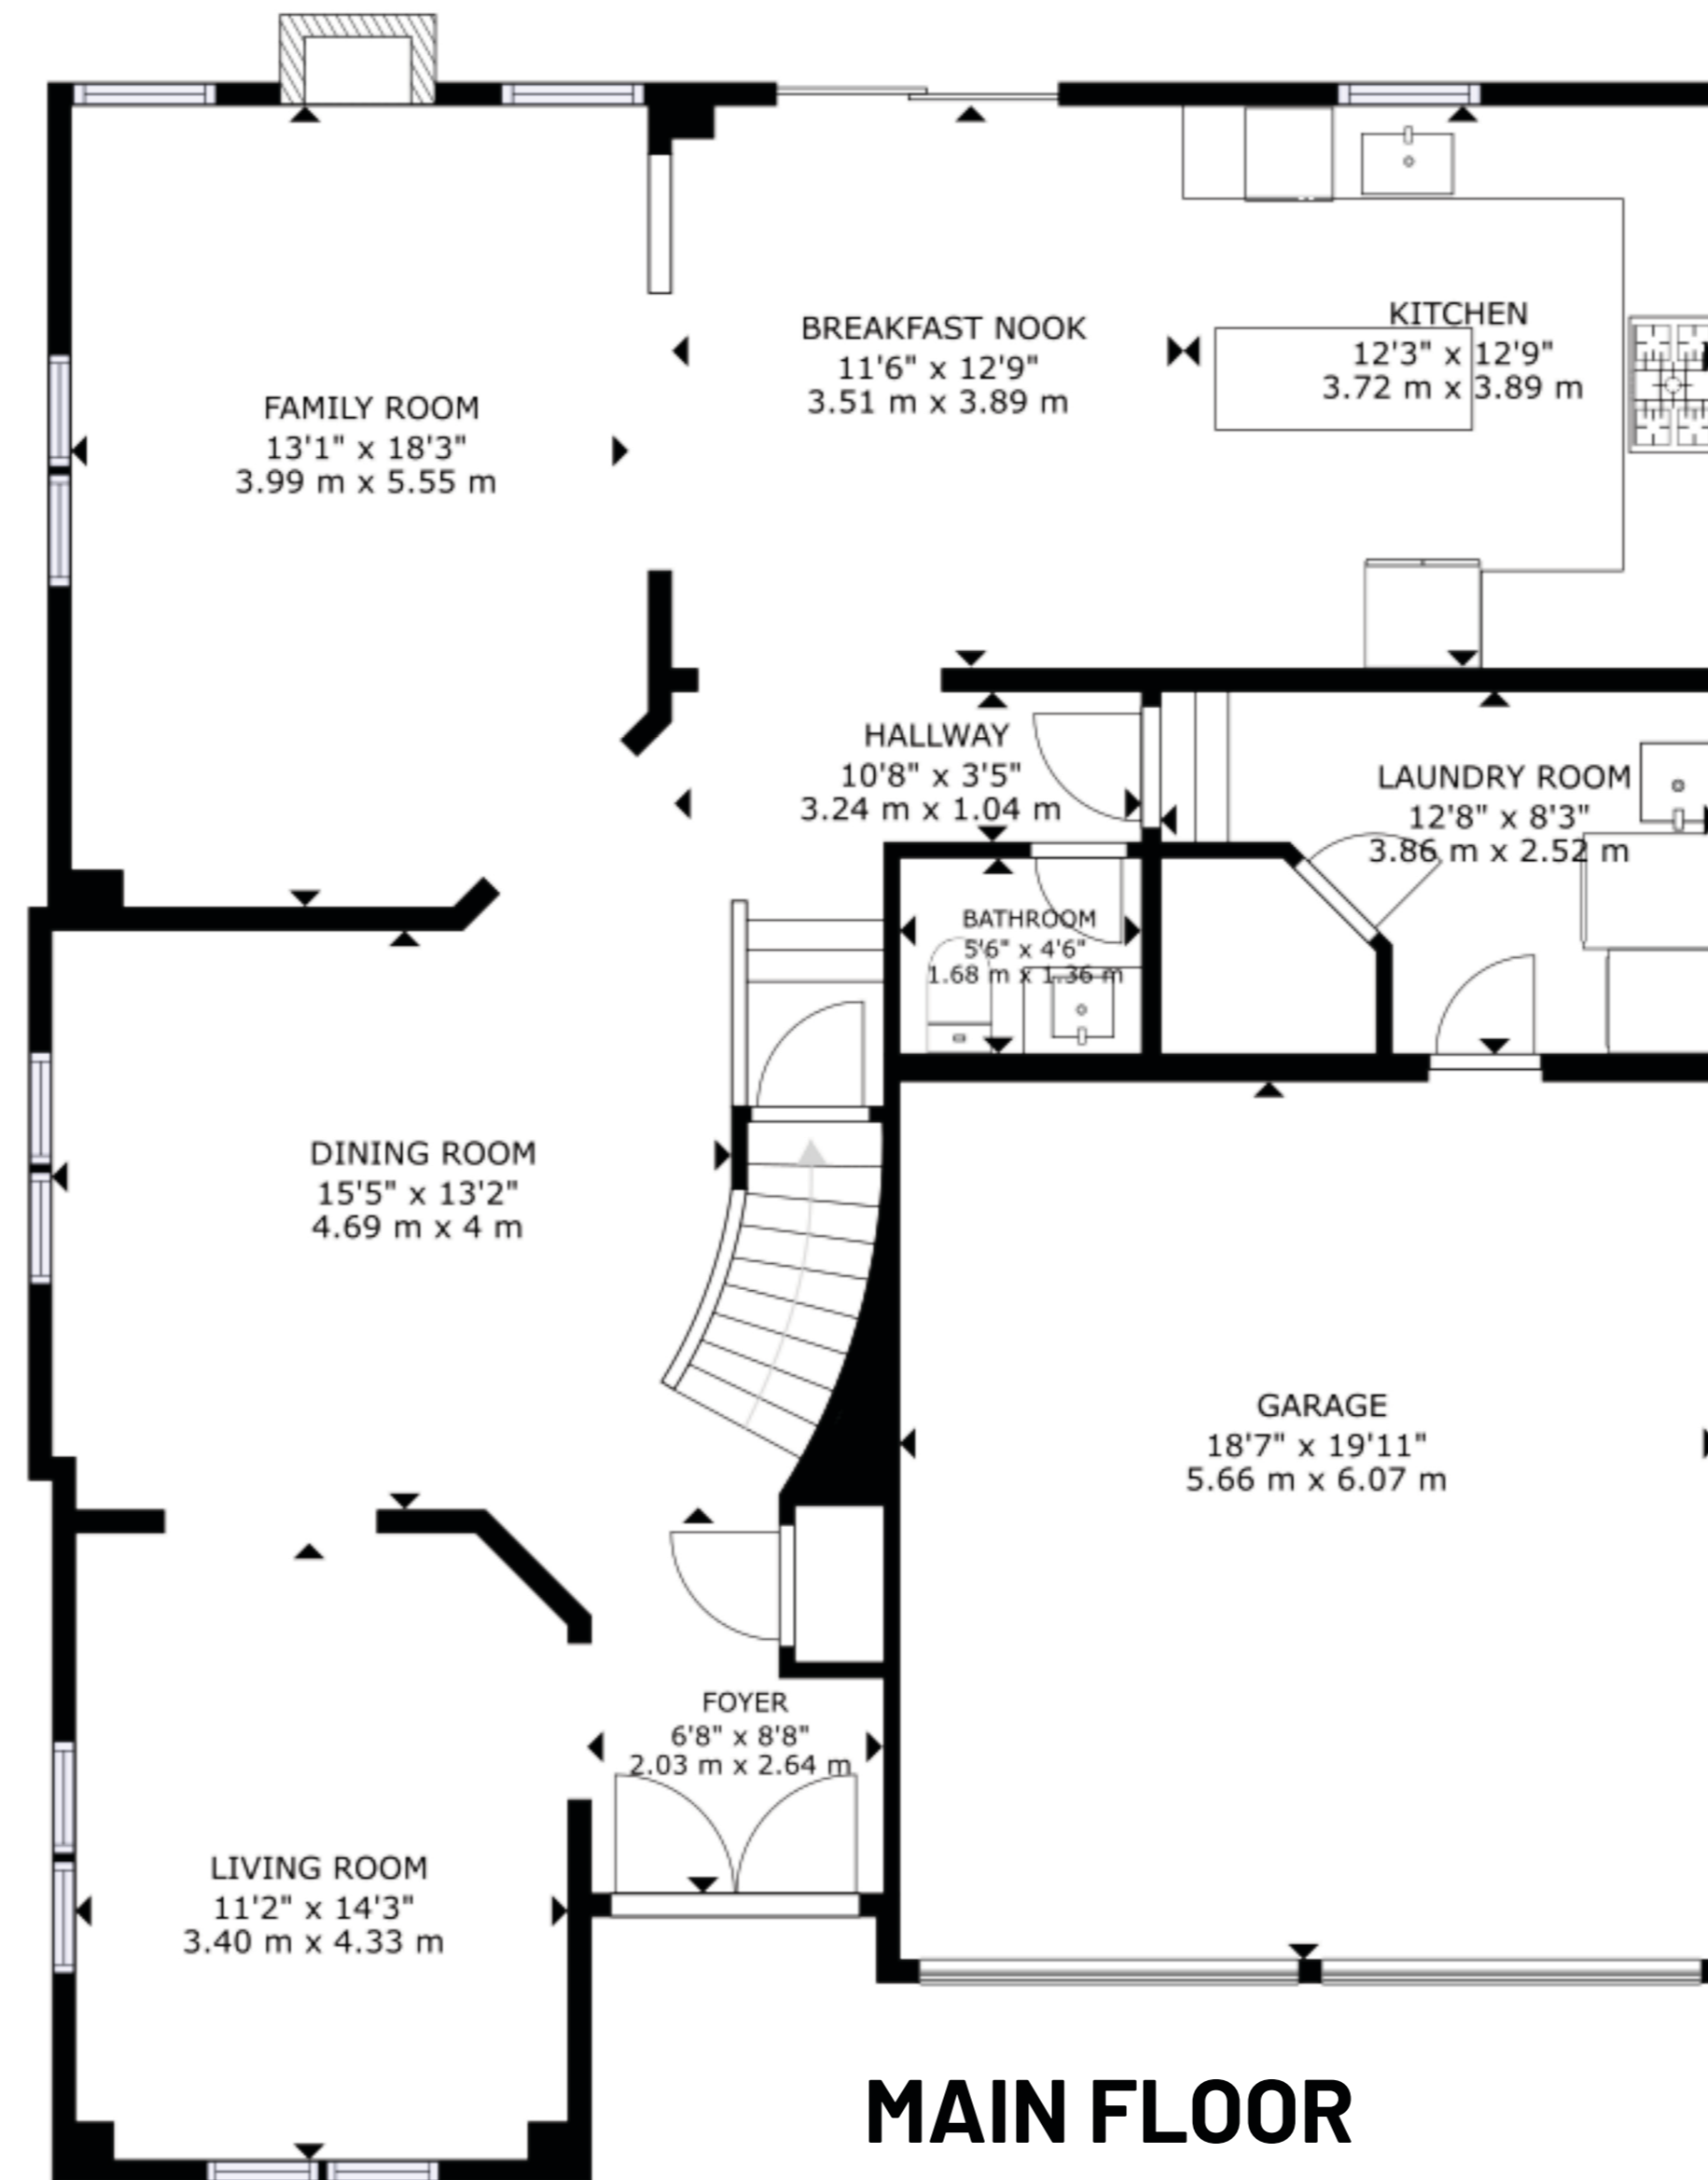 BREAKFAST NOOK
11'6" x 12'9"
3.51 m x 3.89 m
KITCHEN
12'3" x 12'9"
3.72 m x 3.89 m
FAMILY ROOM
13'1" x 18'3"
3.99 m x 5.55 m
HALLWAY
10'8" x 3'5"
3.24 m x 1.04 m
LAUNDRY ROOM
12'8" x 8'3"
3.86 m x 2.52 m
BATHROOM
5'6" x 4'6"
1.68 m x 1.36 m
DINING ROOM
15'5" x 13'2"
4.69 m x 4 m
GARAGE
18'7" x 19'11"
5.66 m x 6.07 m
FOYER
6'8" x 8'8"
2.03 m x 2.64 m
LIVING ROOM
11'2" x 14'3"
3.40 m x 4.33 m
MAIN FLOOR